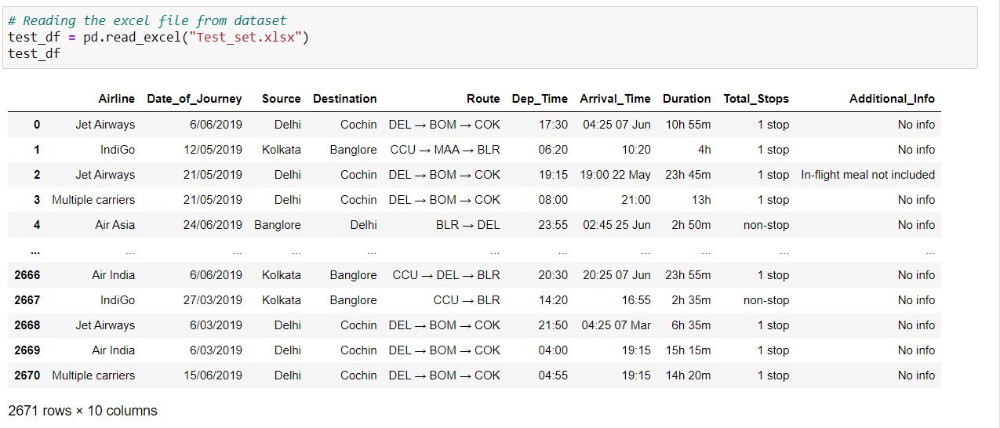 # Reading the excel file from dataset
test_df = pd.read_excel("Test_set.xlsx")
test_df
Airline Date_of_Journey Source Destination Route Dep_Time Arrival_Time Duration Total_Stops Additional_Info
0 Jet Airways 6/06/2019 Delhi Cochin DEL → BOM → COK 17:30 04:25 07 Jun 10h 55m 1 stop No info
1 IndiGo 12/05/2019 Kolkata Banglore CCU → MAA → BLR 06:20 10:20 4h 1 stop No info
2 Jet Airways 21/05/2019 Delhi Cochin DEL → BOM → COK 19:15 19:00 22 May 23h 45m 1 stop In-flight meal not included
3 Multiple carriers 21/05/2019 Delhi Cochin DEL → BOM → COK 08:00 21:00 13h 1 stop No info
4 Air Asia 24/06/2019 Banglore Delhi BLR → DEL 23:55 02:45 25 Jun 2h 50m non-stop No info
... ... ... ... ... ... ... ... ... ... ...
2666 Air India 6/06/2019 Kolkata Banglore CCU → DEL → BLR 20:30 20:25 07 Jun 23h 55m 1 stop No info
2667 IndiGo 27/03/2019 Kolkata Banglore CCU → BLR 14:20 16:55 2h 35m non-stop No info
2668 Jet Airways 6/03/2019 Delhi Cochin DEL → BOM → COK 21:50 04:25 07 Mar 6h 35m 1 stop No info
2669 Air India 6/03/2019 Delhi Cochin DEL → BOM → COK 04:00 19:15 15h 15m 1 stop No info
2670 Multiple carriers 15/06/2019 Delhi Cochin DEL → BOM → COK 04:55 19:15 14h 20m 1 stop No info
2671 rows × 10 columns